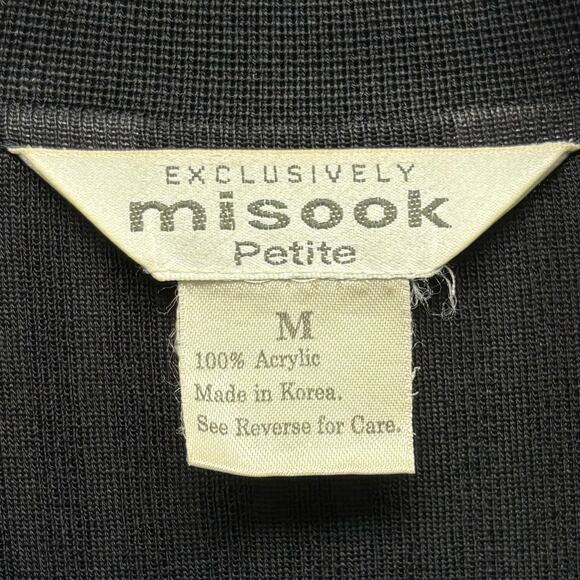 EXCLUSIVELY
misook
Petite
M
100% Acrylic
Made in Korea.
See Reverse for Care.